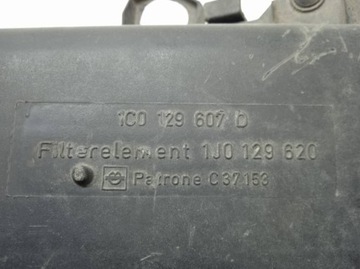 1C0 129 607 D
Filterelement 1J0 129 620
Patrone C 37153